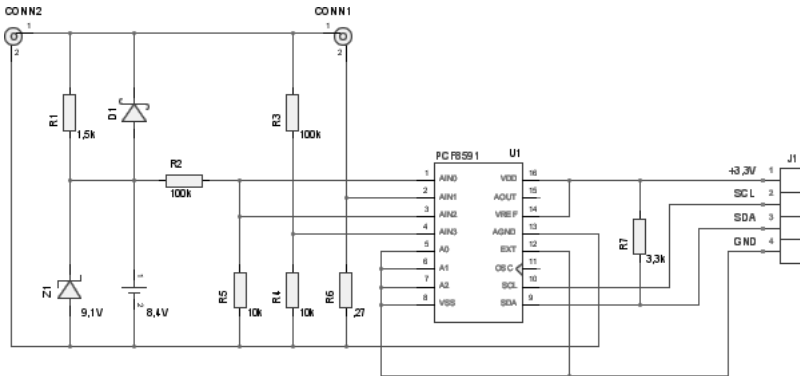 CONN2
1
2
CONN1
1
2
R1
1,5k
D1
R3
100k
R2
100k
PCF8591
U1
1
AIN0
2
AIN1
3
AIN2
4
AIN3
5
A0
6
A1
7
A2
8
VSS
VDD
16
AOUT
15
VREF
14
AGND
13
EXT
12
OSC
11
SCL
10
SDA
9
J1
+3,3V
1
SCL
2
SDA
3
GND
4
R7
3,3k
Z1
9,1V
1
2
8,4V
R5
10k
R4
10k
R6
,27